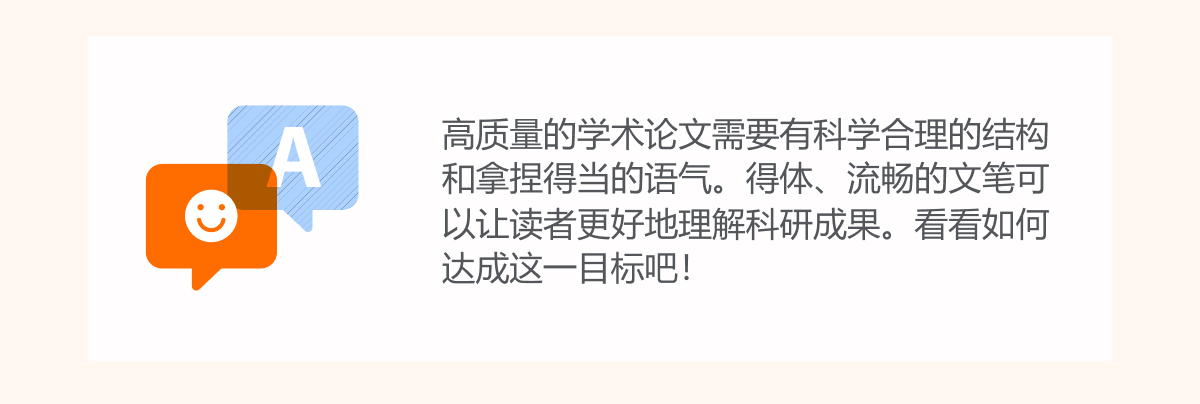 A
高质量的学术论文需要有科学合理的结构
和拿捏得当的语气。得体、流畅的文笔可
以让读者更好地理解科研成果。看看如何
达成这一目标吧！